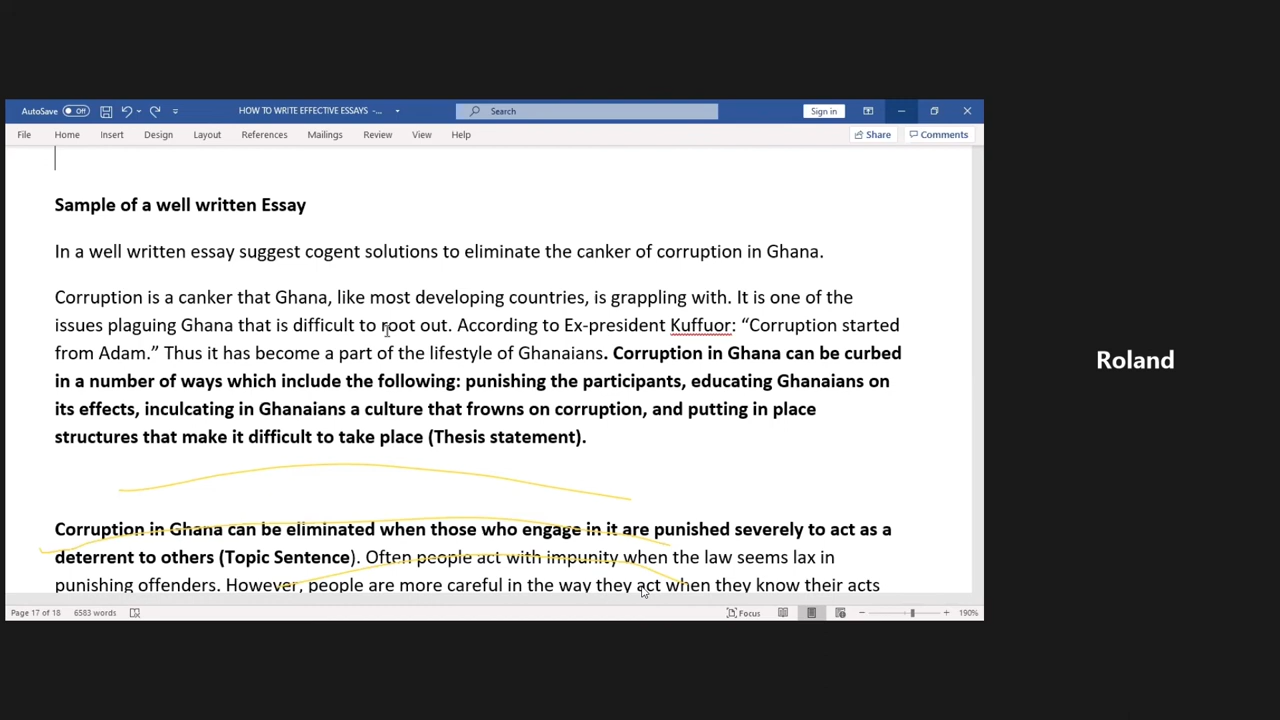 AutoSave Off HOW TO WRITE EFFECTIVE ESSAYS -... Search Sign in
File Home Insert Design Layout References Mailings Review View Help Share Comments
Sample of a well written Essay
In a well written essay suggest cogent solutions to eliminate the canker of corruption in Ghana.
Corruption is a canker that Ghana, like most developing countries, is grappling with. It is one of the
issues plaguing Ghana that is difficult to root out. According to Ex-president Kuffuor: “Corruption started
from Adam.” Thus it has become a part of the lifestyle of Ghanaians. Corruption in Ghana can be curbed
in a number of ways which include the following: punishing the participants, educating Ghanaians on
its effects, inculcating in Ghanaians a culture that frowns on corruption, and putting in place
structures that make it difficult to take place (Thesis statement).
Corruption in Ghana can be eliminated when those who engage in it are punished severely to act as a
deterrent to others (Topic Sentence). Often people act with impunity when the law seems lax in
punishing offenders. However, people are more careful in the way they act when they know their acts
Page 17 of 18 6583 words Focus 190%
Roland